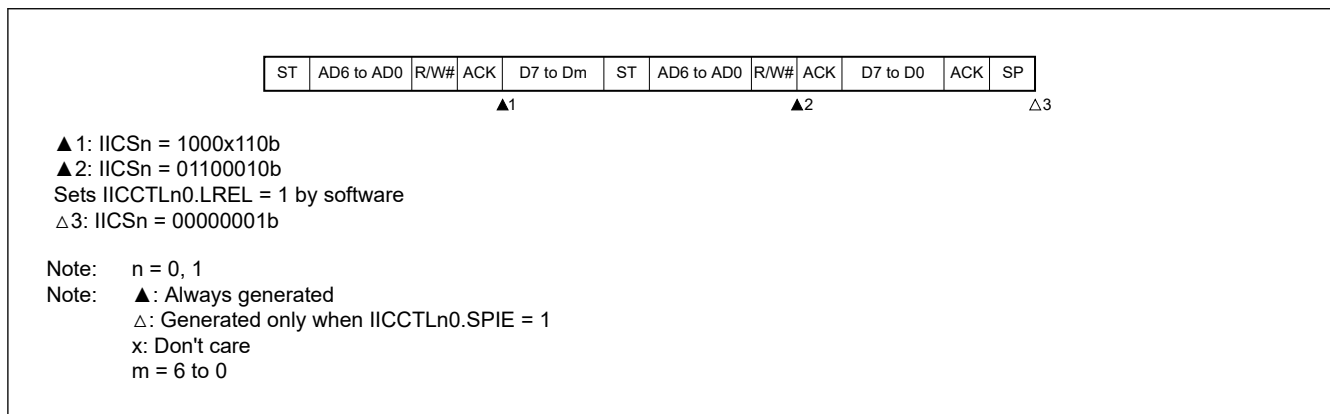 ST AD6 to AD0 R/W# ACK D7 to Dm ST AD6 to AD0 R/W# ACK D7 to D0 ACK SP
▲1 ▲2 △3
▲1: IICSn = 1000x110b
▲2: IICSn = 01100010b
Sets IICCTLn0.LREL = 1 by software
△3: IICSn = 00000001b
Note: n = 0, 1
Note: ▲: Always generated
△: Generated only when IICCTLn0.SPIE = 1
x: Don't care
m = 6 to 0